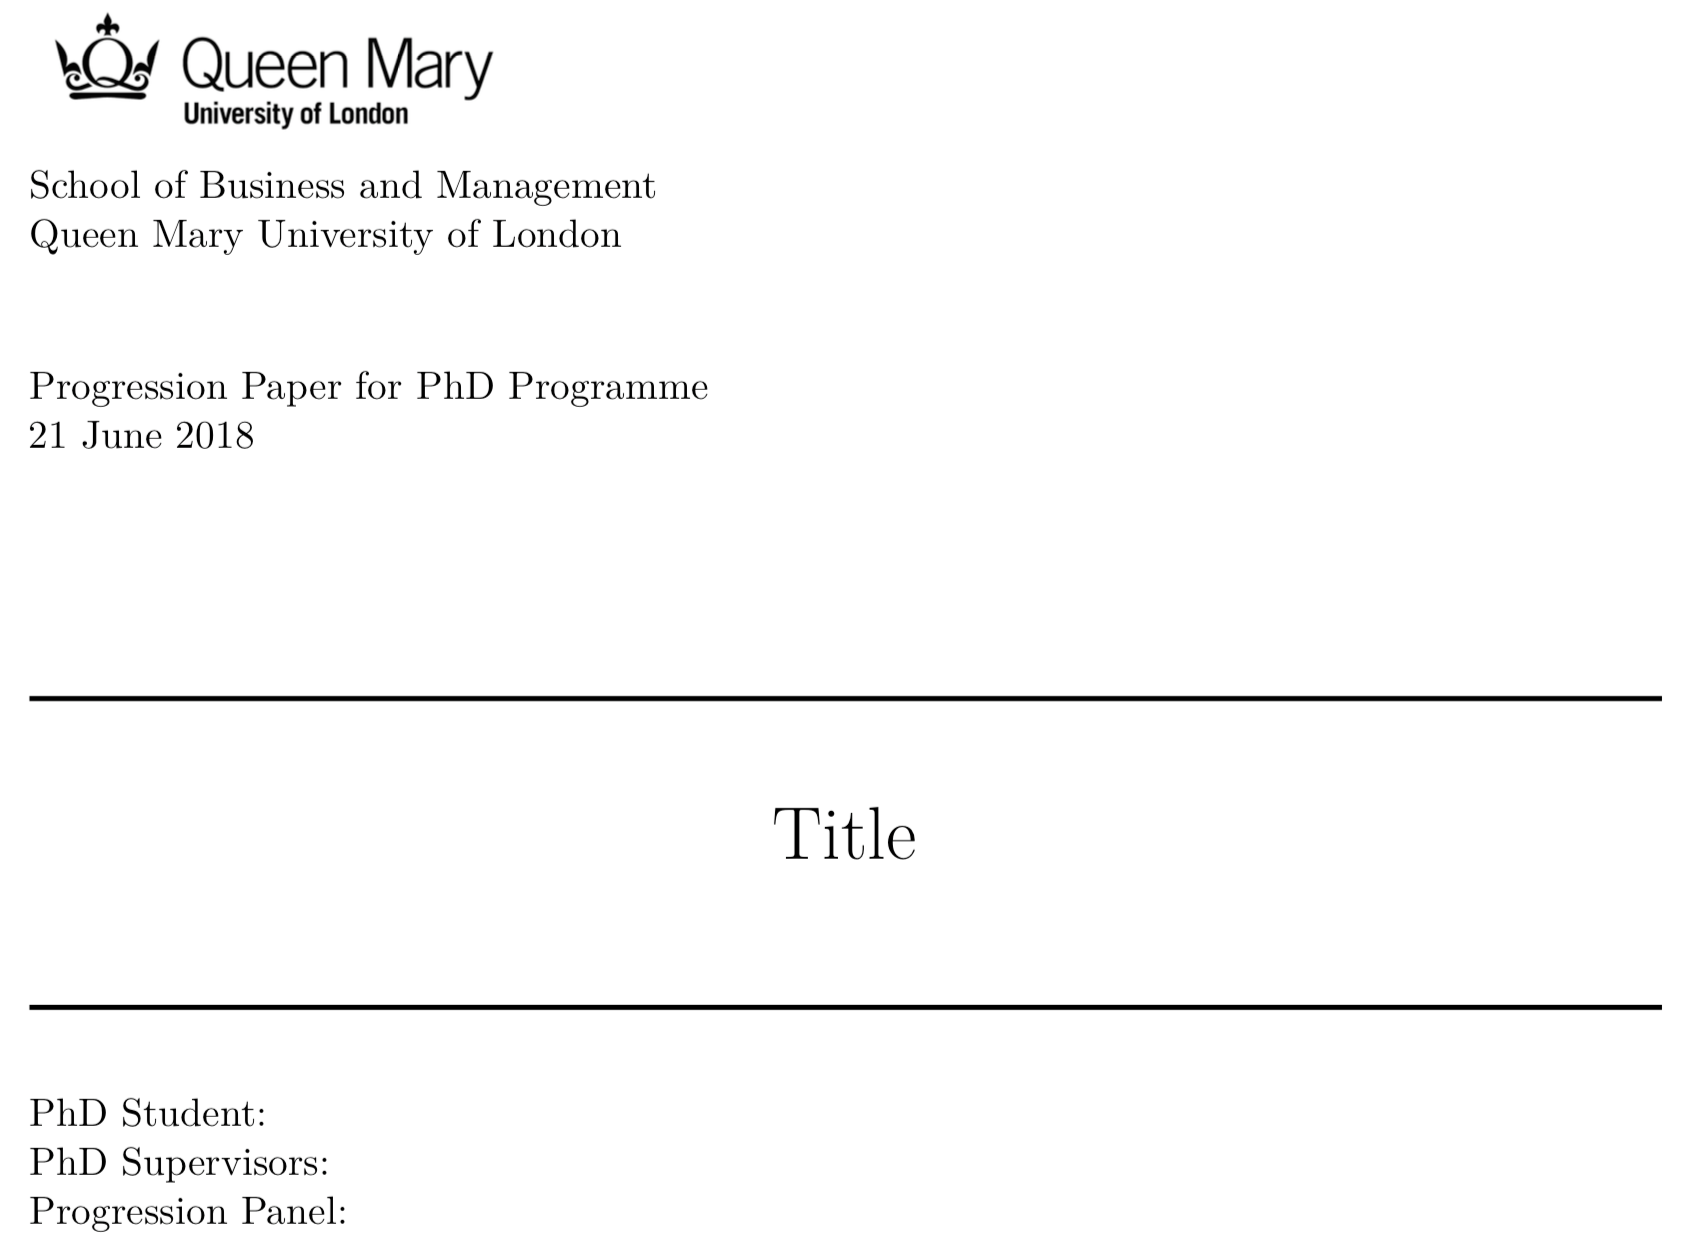 Queen Mary
University of London
School of Business and Management
Queen Mary University of London
Progression Paper for PhD Programme
21 June 2018
Title
PhD Student:
PhD Supervisors:
Progression Panel: